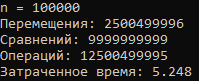 n = 100000
Перемещения: 2500499996
Сравнений: 9999999999
Операций: 12500499995
Затраченное время: 5.248